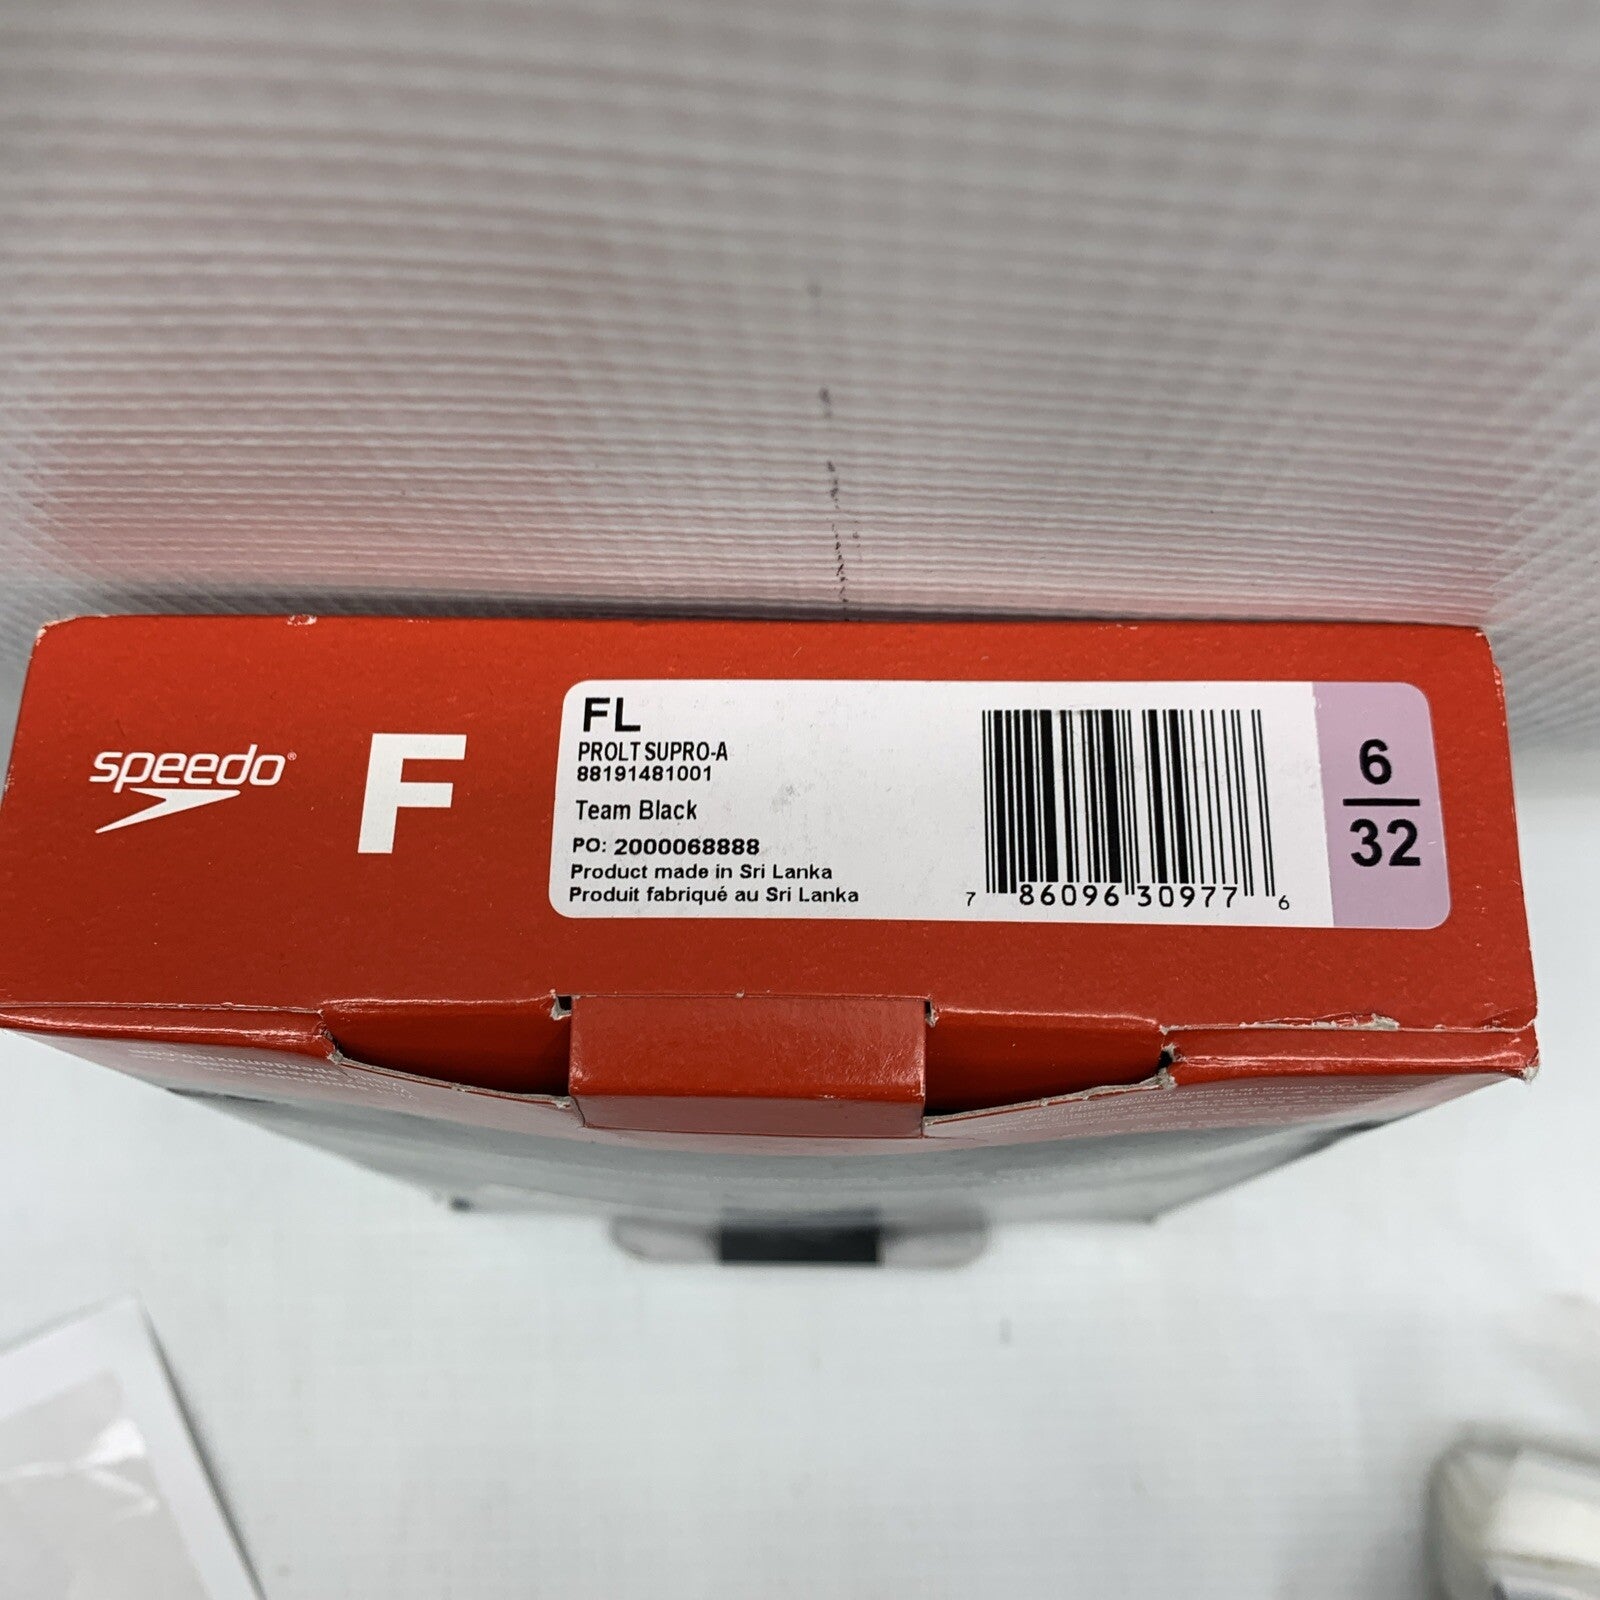 speedo®
F
FL
PROLT SUPRO-A
88191481001
Team Black
PO: 2000068888
Product made in Sri Lanka
Produit fabriqué au Sri Lanka
7 86096 30977 6
6
32